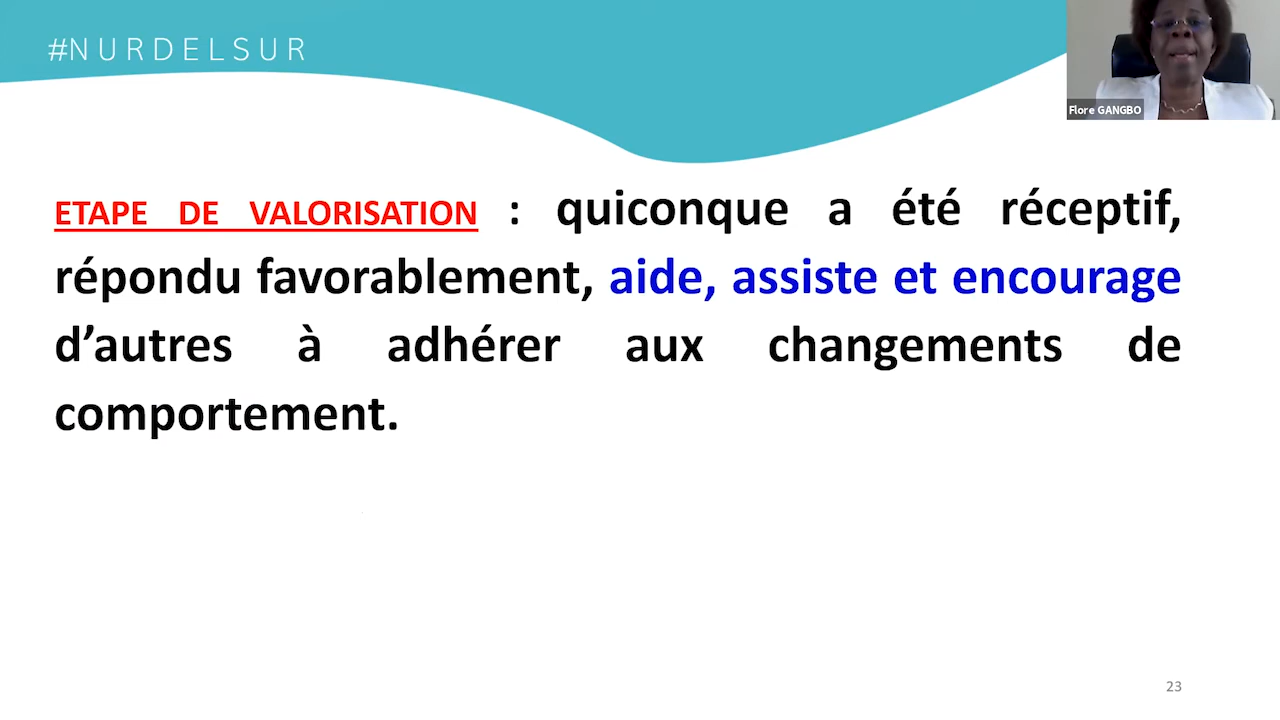 #NURDELSUR
Flore GANGBO
ETAPE DE VALORISATION : quiconque a été réceptif,
répondu favorablement, aide, assiste et encourage
d’autres à adhérer aux changements de
comportement.
23